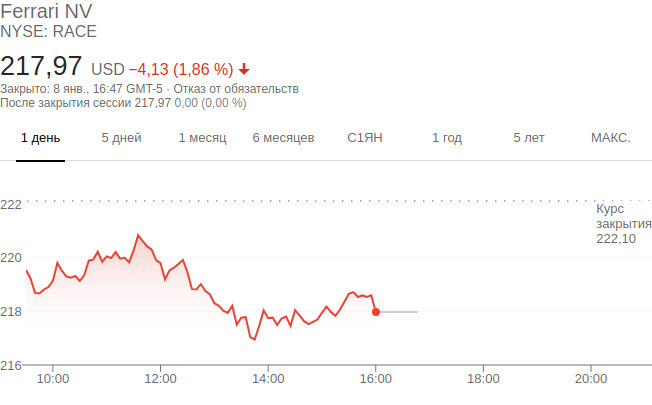 Ferrari NV
NYSE: RACE
217,97 USD −4,13 (1,86 %)
Закрыто: 8 янв., 16:47 GMT-5 · Отказ от обязательств
После закрытия сессии 217,97 0,00 (0,00 %)
1 день 5 дней 1 месяц 6 месяцев С1ЯН 1 год 5 лет МАКС.
222
Курс
закрытия
222,10
220
218
216
10:00 12:00 14:00 16:00 18:00 20:00